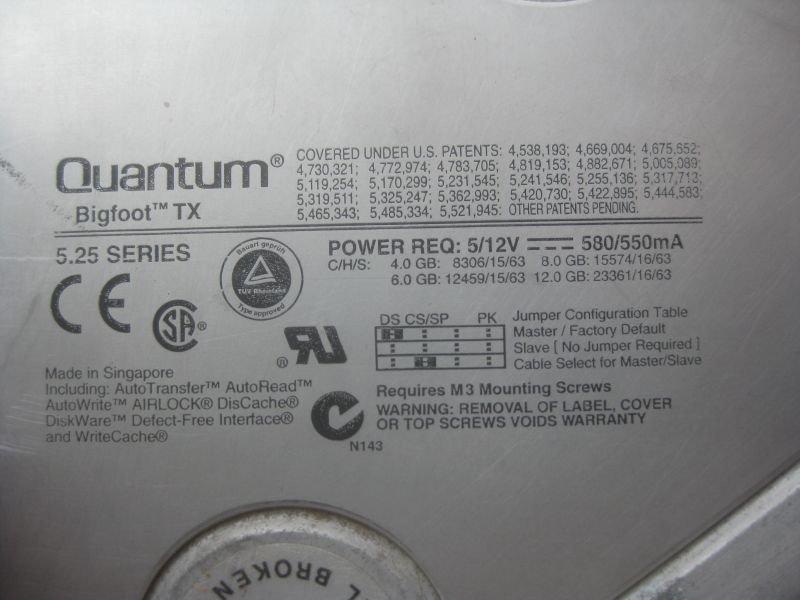 Quantum®
Bigfoot™ TX
COVERED UNDER U.S. PATENTS: 4,538,193; 4,669,004; 4,675,652;
4,730,321; 4,772,974; 4,783,705; 4,819,153; 4,882,671; 5,005,089;
5,119,254; 5,170,299; 5,231,545; 5,241,546; 5,255,136; 5,317,713;
5,319,511; 5,325,247; 5,362,993; 5,420,730; 5,422,895; 5,444,583;
5,465,343; 5,485,334; 5,521,945: OTHER PATENTS PENDING.
5.25 SERIES
Bauart geprüft
TÜV Rheinland
Type approved
POWER REQ: 5/12V 580/550mA
C/H/S: 4.0 GB: 8306/15/63 8.0 GB: 15574/16/63
6.0 GB: 12459/15/63 12.0 GB: 23361/16/63
CE
SA®
®RU
DS CS/SP PK Jumper Configuration Table
Master / Factory Default
Slave [ No Jumper Required ]
Cable Select for Master/Slave
Made in Singapore
Including: AutoTransfer™ AutoRead™
AutoWrite™ AIRLOCK® DisCache®
DiskWare™ Defect-Free Interface®
and WriteCache®
N143
Requires M3 Mounting Screws
WARNING: REMOVAL OF LABEL, COVER
OR TOP SCREWS VOIDS WARRANTY
BROKEN